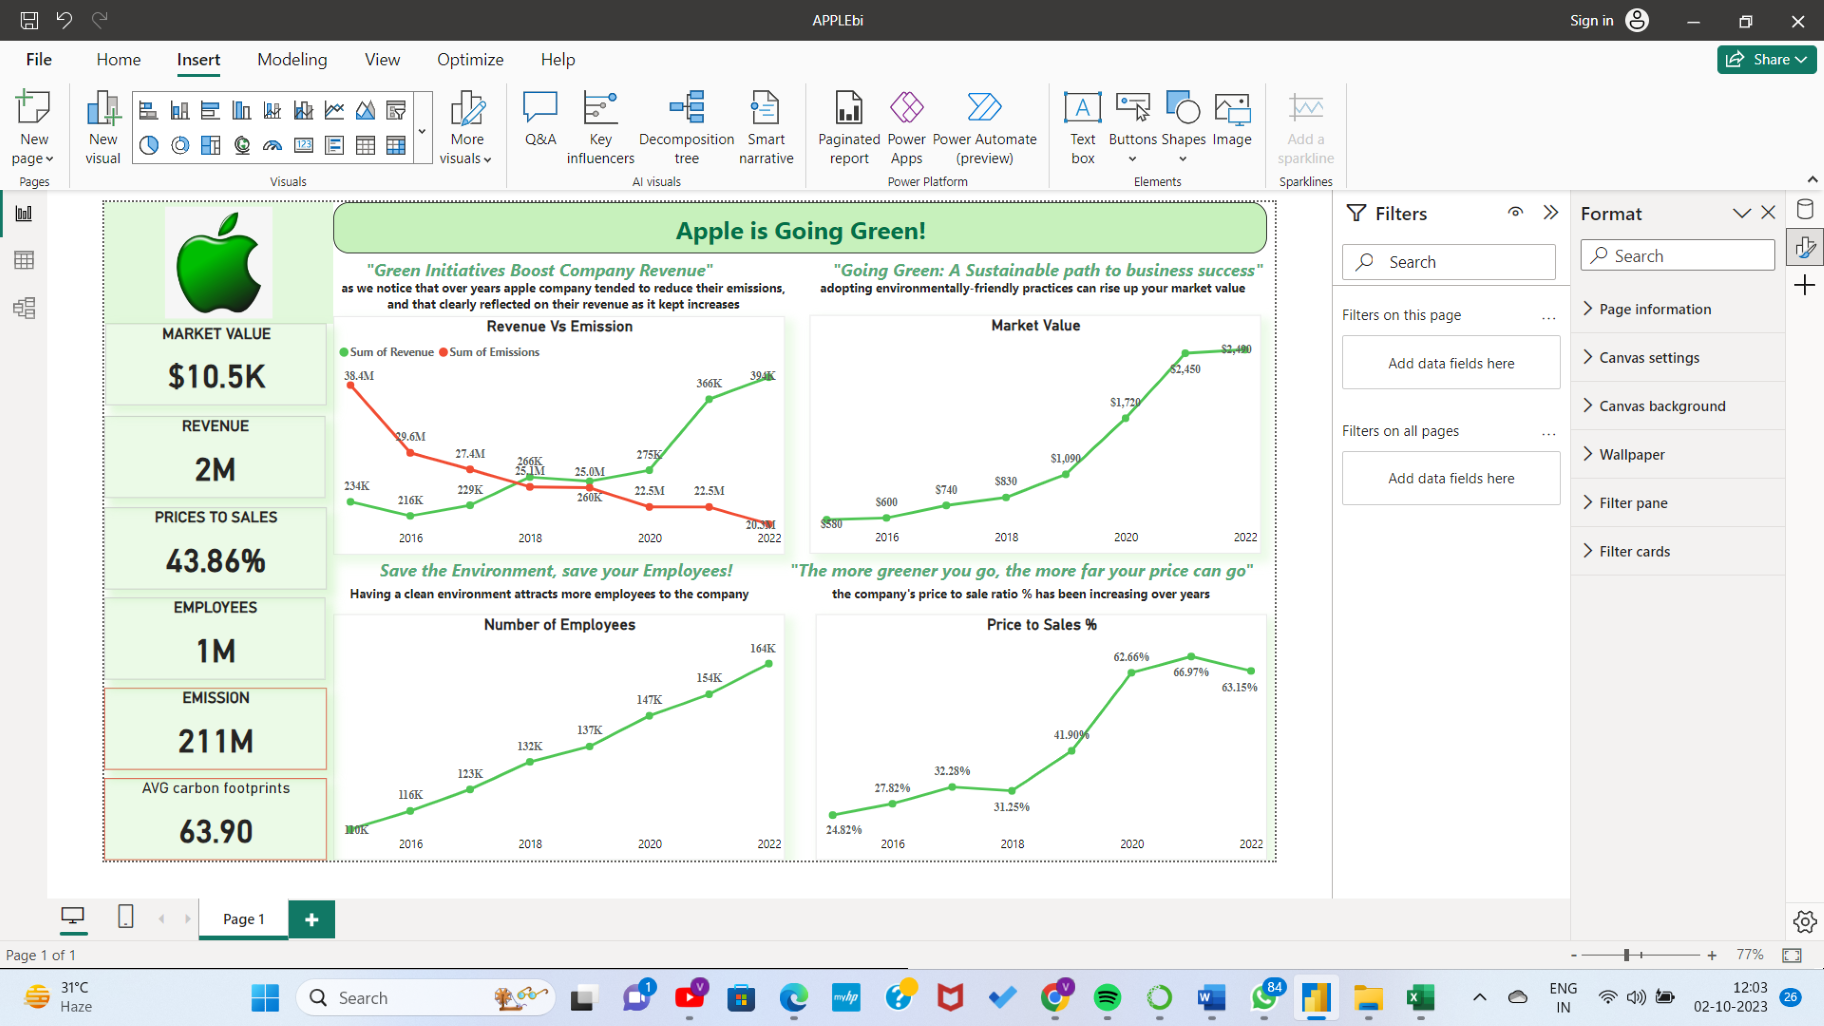 APPLEbi
Sign in
File Home Insert Modeling View Optimize Help
Share
New page
New visual
More visuals
Q&A
Key influencers
Decomposition tree
Smart narrative
Paginated report
Power Apps
Power Automate (preview)
Text box
Buttons
Shapes
Image
Add a sparkline
Pages Visuals AI visuals Power Platform Elements Sparklines
Apple is Going Green!
"Green Initiatives Boost Company Revenue"
as we notice that over years apple company tended to reduce their emissions,
and that clearly reflected on their revenue as it kept increases
"Going Green: A Sustainable path to business success"
adopting environmentally-friendly practices can rise up your market value
MARKET VALUE
$10.5K
REVENUE
2M
PRICES TO SALES
43.86%
EMPLOYEES
1M
EMISSION
211M
AVG carbon footprints
63.90
Revenue Vs Emission
Sum of Revenue Sum of Emissions
38.4M
29.6M
27.4M
25.1M
25.0M
22.5M
22.5M
20.3M
234K
216K
229K
266K
260K
275K
366K
394K
2016 2018 2020 2022
Market Value
$580
$600
$740
$830
$1,090
$1,720
$2,450
$2,490
2016 2018 2020 2022
Save the Environment, save your Employees!
Having a clean environment attracts more employees to the company
Number of Employees
110K
116K
123K
132K
137K
147K
154K
164K
2016 2018 2020 2022
"The more greener you go, the more far your price can go"
the company's price to sale ratio % has been increasing over years
Price to Sales %
24.82%
27.82%
32.28%
31.25%
41.90%
62.66%
66.97%
63.15%
2016 2018 2020 2022
Filters
Search
Filters on this page ...
Add data fields here
Filters on all pages ...
Add data fields here
Format
Search
Page information
Canvas settings
Canvas background
Wallpaper
Filter pane
Filter cards
Page 1
Page 1 of 1
77%
31°C
Haze
Search
1
V
myhp
V
84
ENG
IN
12:03
02-10-2023
26